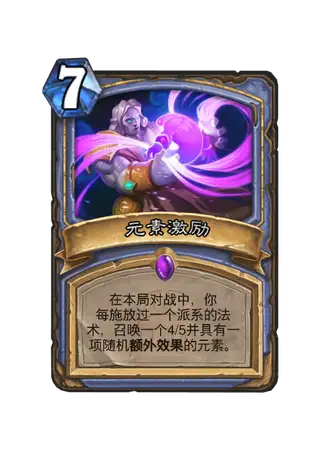 7
元素激励
在本局对战中，你
每施放过一个派系的法
术，召唤一个4/5并具有一
项随机额外效果的元素。